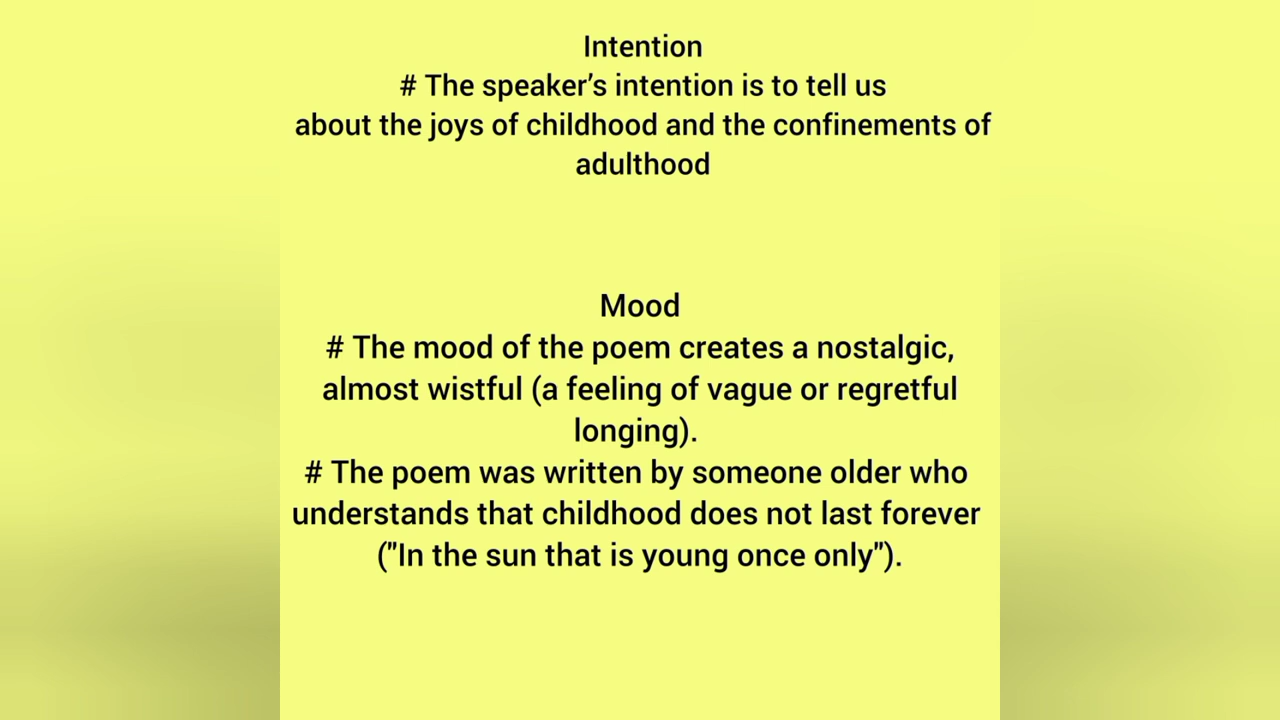 Intention
# The speaker’s intention is to tell us
about the joys of childhood and the confinements of
adulthood
Mood
# The mood of the poem creates a nostalgic,
almost wistful (a feeling of vague or regretful
longing).
# The poem was written by someone older who
understands that childhood does not last forever
("In the sun that is young once only").